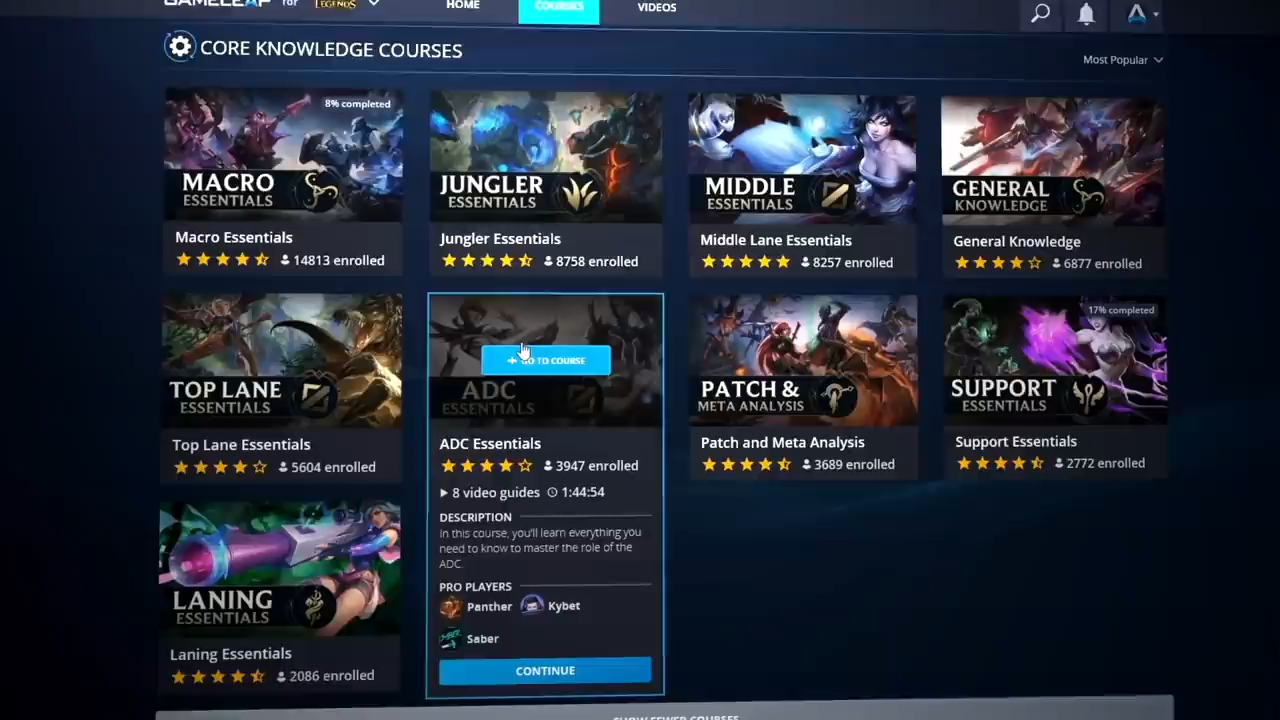 GAMELEAF for LEGENDS
HOME
COURSES
VIDEOS
CORE KNOWLEDGE COURSES
Most Popular
8% completed
MACRO
ESSENTIALS
Macro Essentials
14813 enrolled
JUNGLER
ESSENTIALS
Jungler Essentials
8758 enrolled
MIDDLE
ESSENTIALS
Middle Lane Essentials
8257 enrolled
GENERAL
KNOWLEDGE
General Knowledge
6877 enrolled
TOP LANE
ESSENTIALS
Top Lane Essentials
5604 enrolled
+ GO TO COURSE
ADC
ESSENTIALS
ADC Essentials
3947 enrolled
8 video guides 1:44:54
DESCRIPTION
In this course, you'll learn everything you
need to know to master the role of the
ADC.
PRO PLAYERS
Panther Kybet
Saber
CONTINUE
PATCH &
META ANALYSIS
Patch and Meta Analysis
3689 enrolled
17% completed
SUPPORT
ESSENTIALS
Support Essentials
2772 enrolled
LANING
ESSENTIALS
Laning Essentials
2086 enrolled
SHOW FEWER COURSES